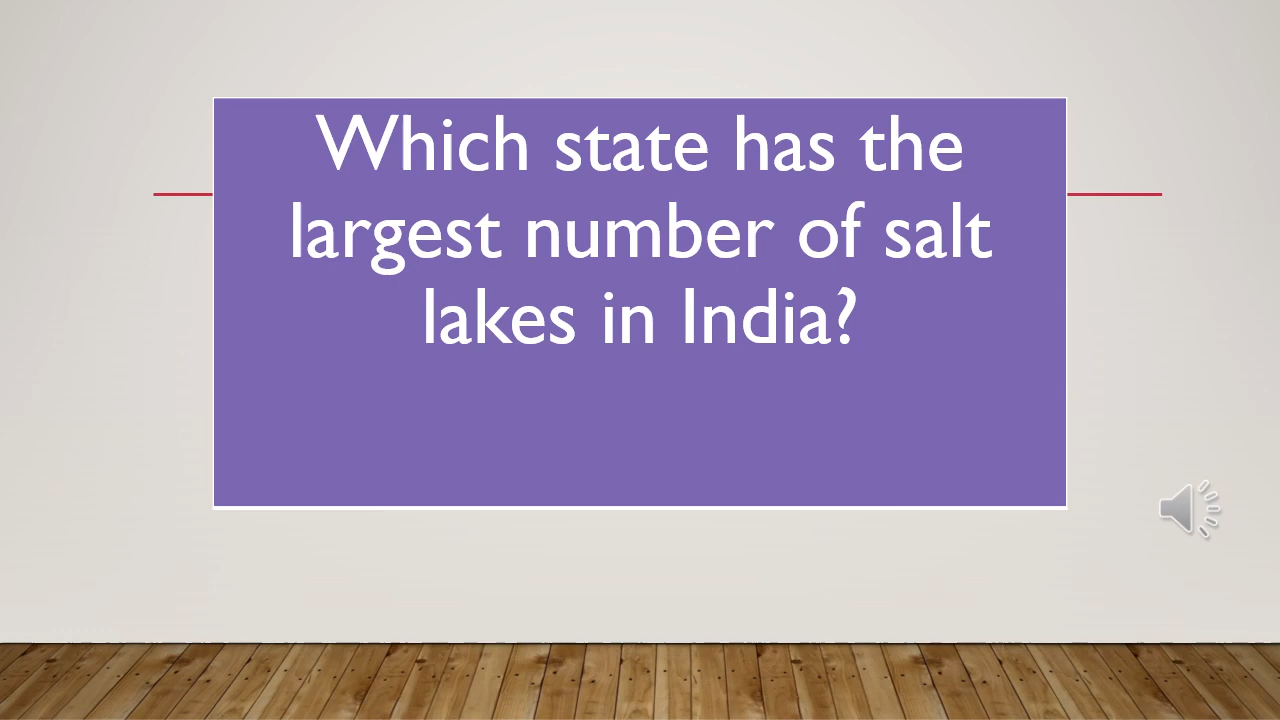 Which state has the
largest number of salt
lakes in India?